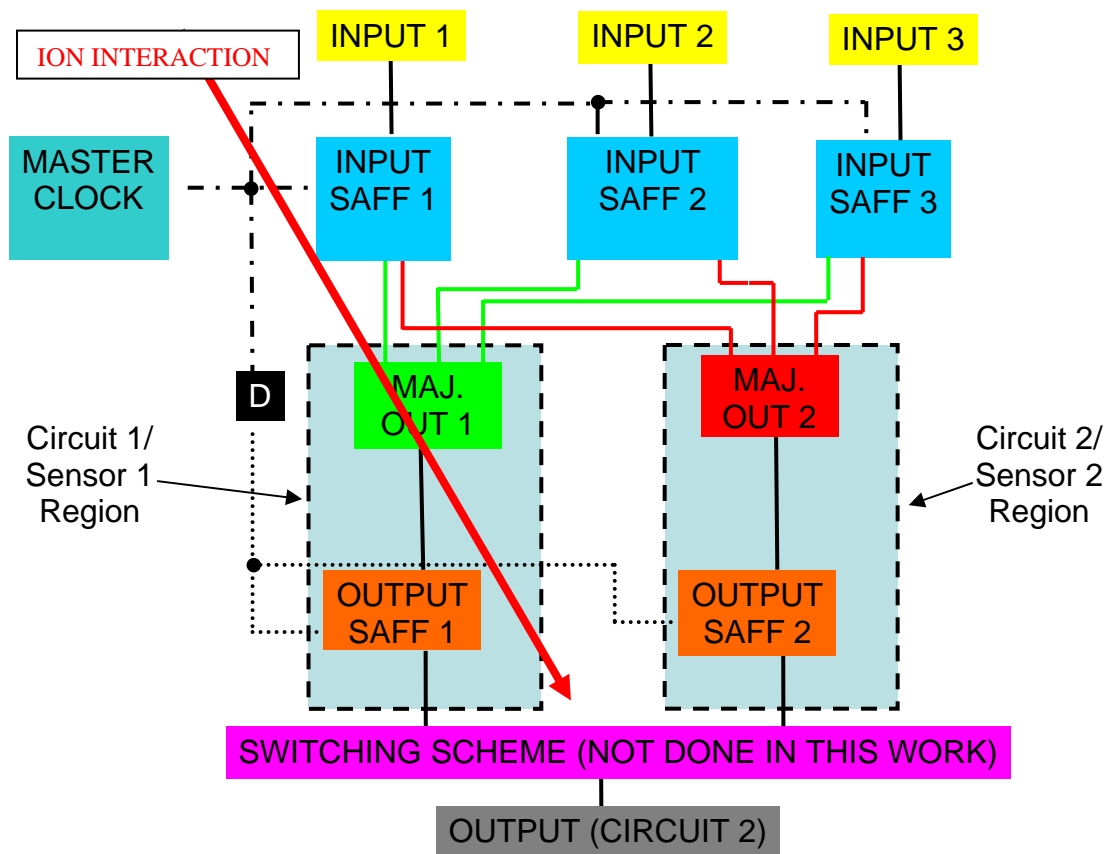 INPUT 1
INPUT 2
INPUT 3
ION INTERACTION
MASTER
CLOCK
INPUT
SAFF 1
INPUT
SAFF 2
INPUT
SAFF 3
D
MAJ.
OUT 1
MAJ.
OUT 2
Circuit 1/
Sensor 1
Region
Circuit 2/
Sensor 2
Region
OUTPUT
SAFF 1
OUTPUT
SAFF 2
SWITCHING SCHEME (NOT DONE IN THIS WORK)
OUTPUT (CIRCUIT 2)